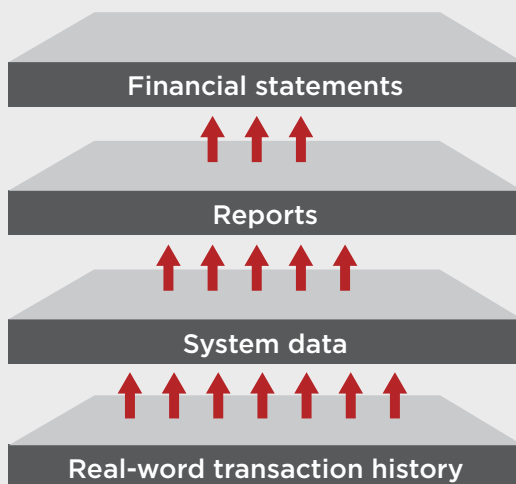 Financial statements
Reports
System data
Real-word transaction history